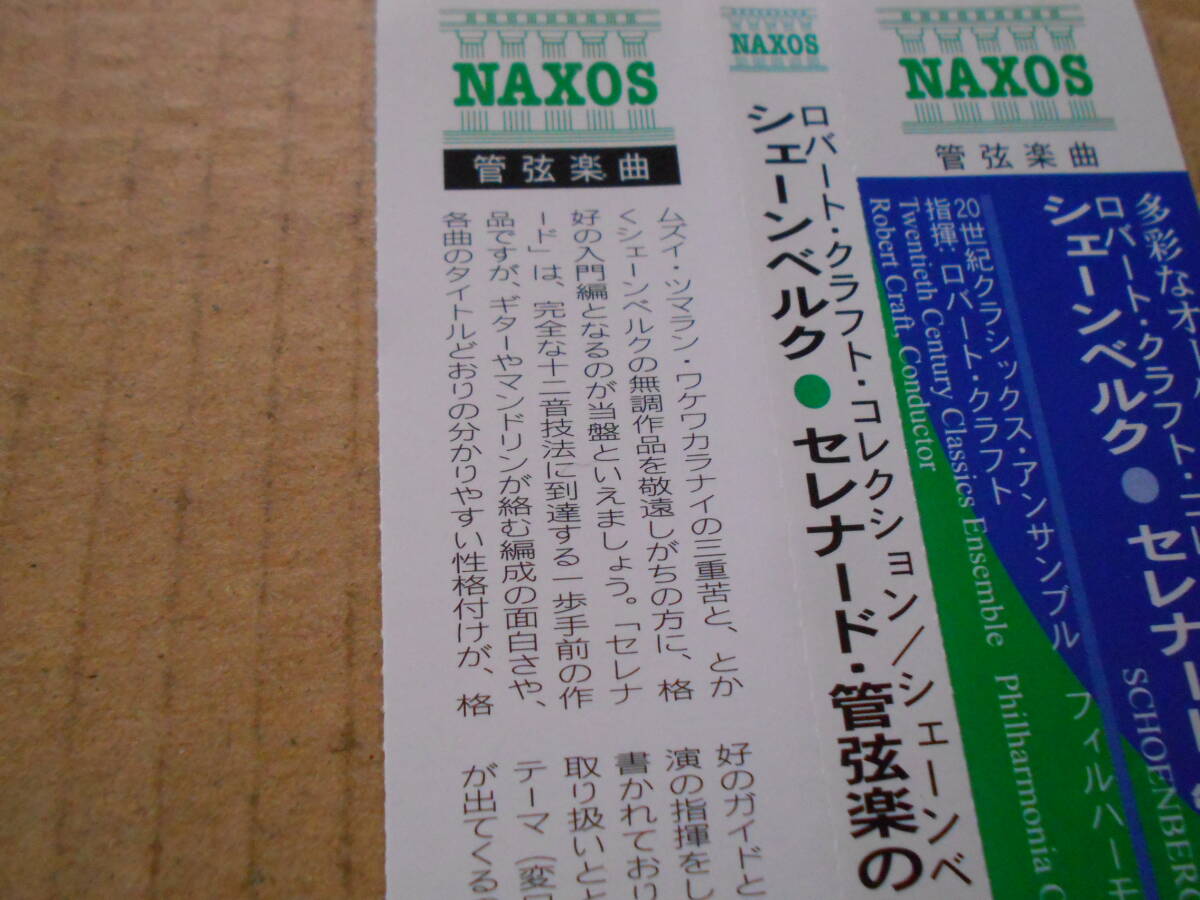 NAXOS
管弦楽曲
ムズイ・ツマラン・ワケワカラナイの三重苦と、とか
くシェーンベルクの無調作品を敬遠しがちの方に、格
好の入門編となるのが当盤といえましょう。「セレナ
ード」は、完全な十二音技法に到達する一歩手前の作
品ですが、ギターやマンドリンが絡む編成の面白さや、
各曲のタイトルどおりの分かりやすい性格付けが、格
好のガイドと
演の指揮をし
書かれており
取り扱いとと
テーマ（変
が出てくる
NAXOS
ロバート・クラフト・コレクション／シェーンベ
シェーンベルク●セレナード・管弦楽の
NAXOS
管弦楽曲
多彩なオ
ロバート・クラフト・コレ
シェーンベルク●セレナード
SCHOENBERG
20世紀クラシックス・アンサンブル フィルハーモ
指揮：ロバート・クラフト
Twentieth Century Classics Ensemble Philharmonia
Robert Craft, Conductor